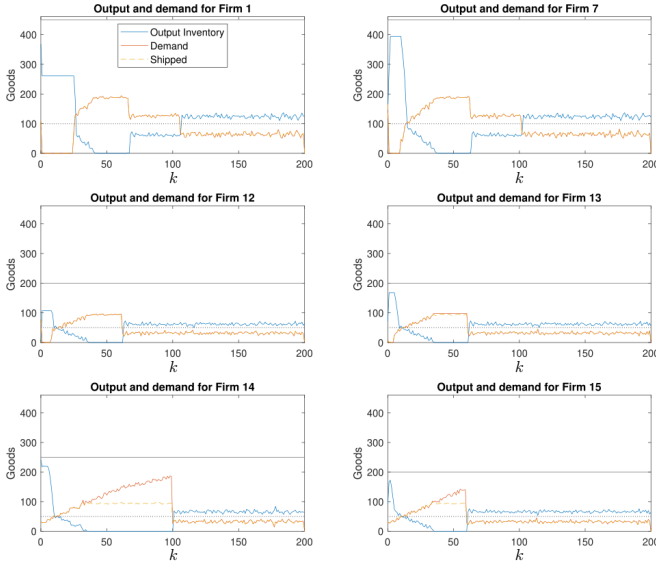 Output and demand for Firm 1
Output and demand for Firm 7
Output Inventory
Demand
Shipped
Goods
400
300
200
100
0
0 50 100 150 200
k
400
300
200
100
0
Goods
0 50 100 150 200
k
Output and demand for Firm 12
Output and demand for Firm 13
400
300
200
100
0
0 50 100 150 200
k
400
300
200
100
0
0 50 100 150 200
k
Output and demand for Firm 14
Output and demand for Firm 15
Goods
400
300
200
100
0
0 50 100 150 200
k
Goods
400
300
200
100
0
0 50 100 150 200
k